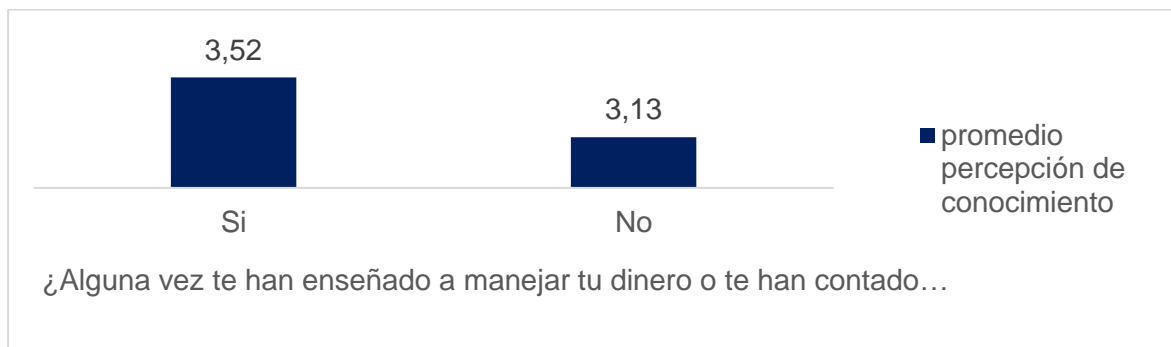 3,52
3,13
Si
No
promedio
percepción de
conocimiento
¿Alguna vez te han enseñado a manejar tu dinero o te han contado…